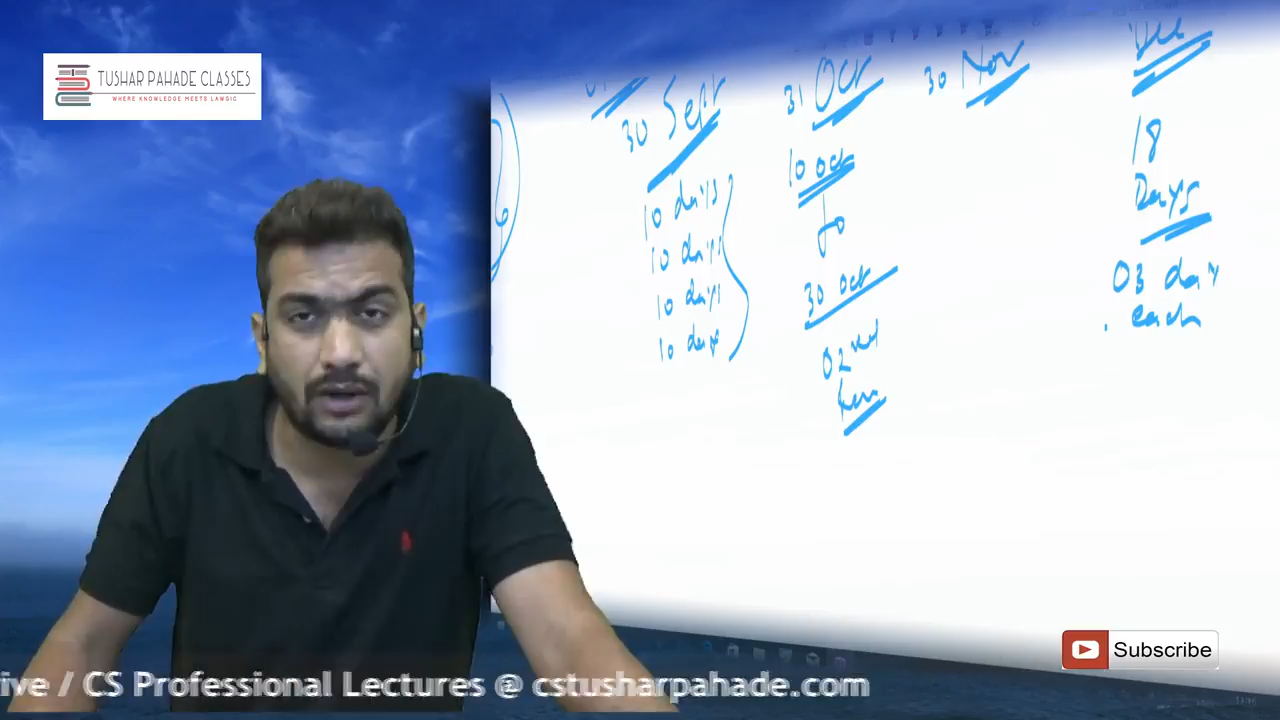 TUSHAR PAHADE CLASSES
WHERE KNOWLEDGE MEETS LAWGIC
30 Sept
10 days
10 days
10 days
10 days
31 Oct
10 Oct
to
30 Oct
02nd
30 Nov
Dec
18
Days
03 days
each
Subscribe
ive / CS Professional Lectures @ cstusharpahade.com